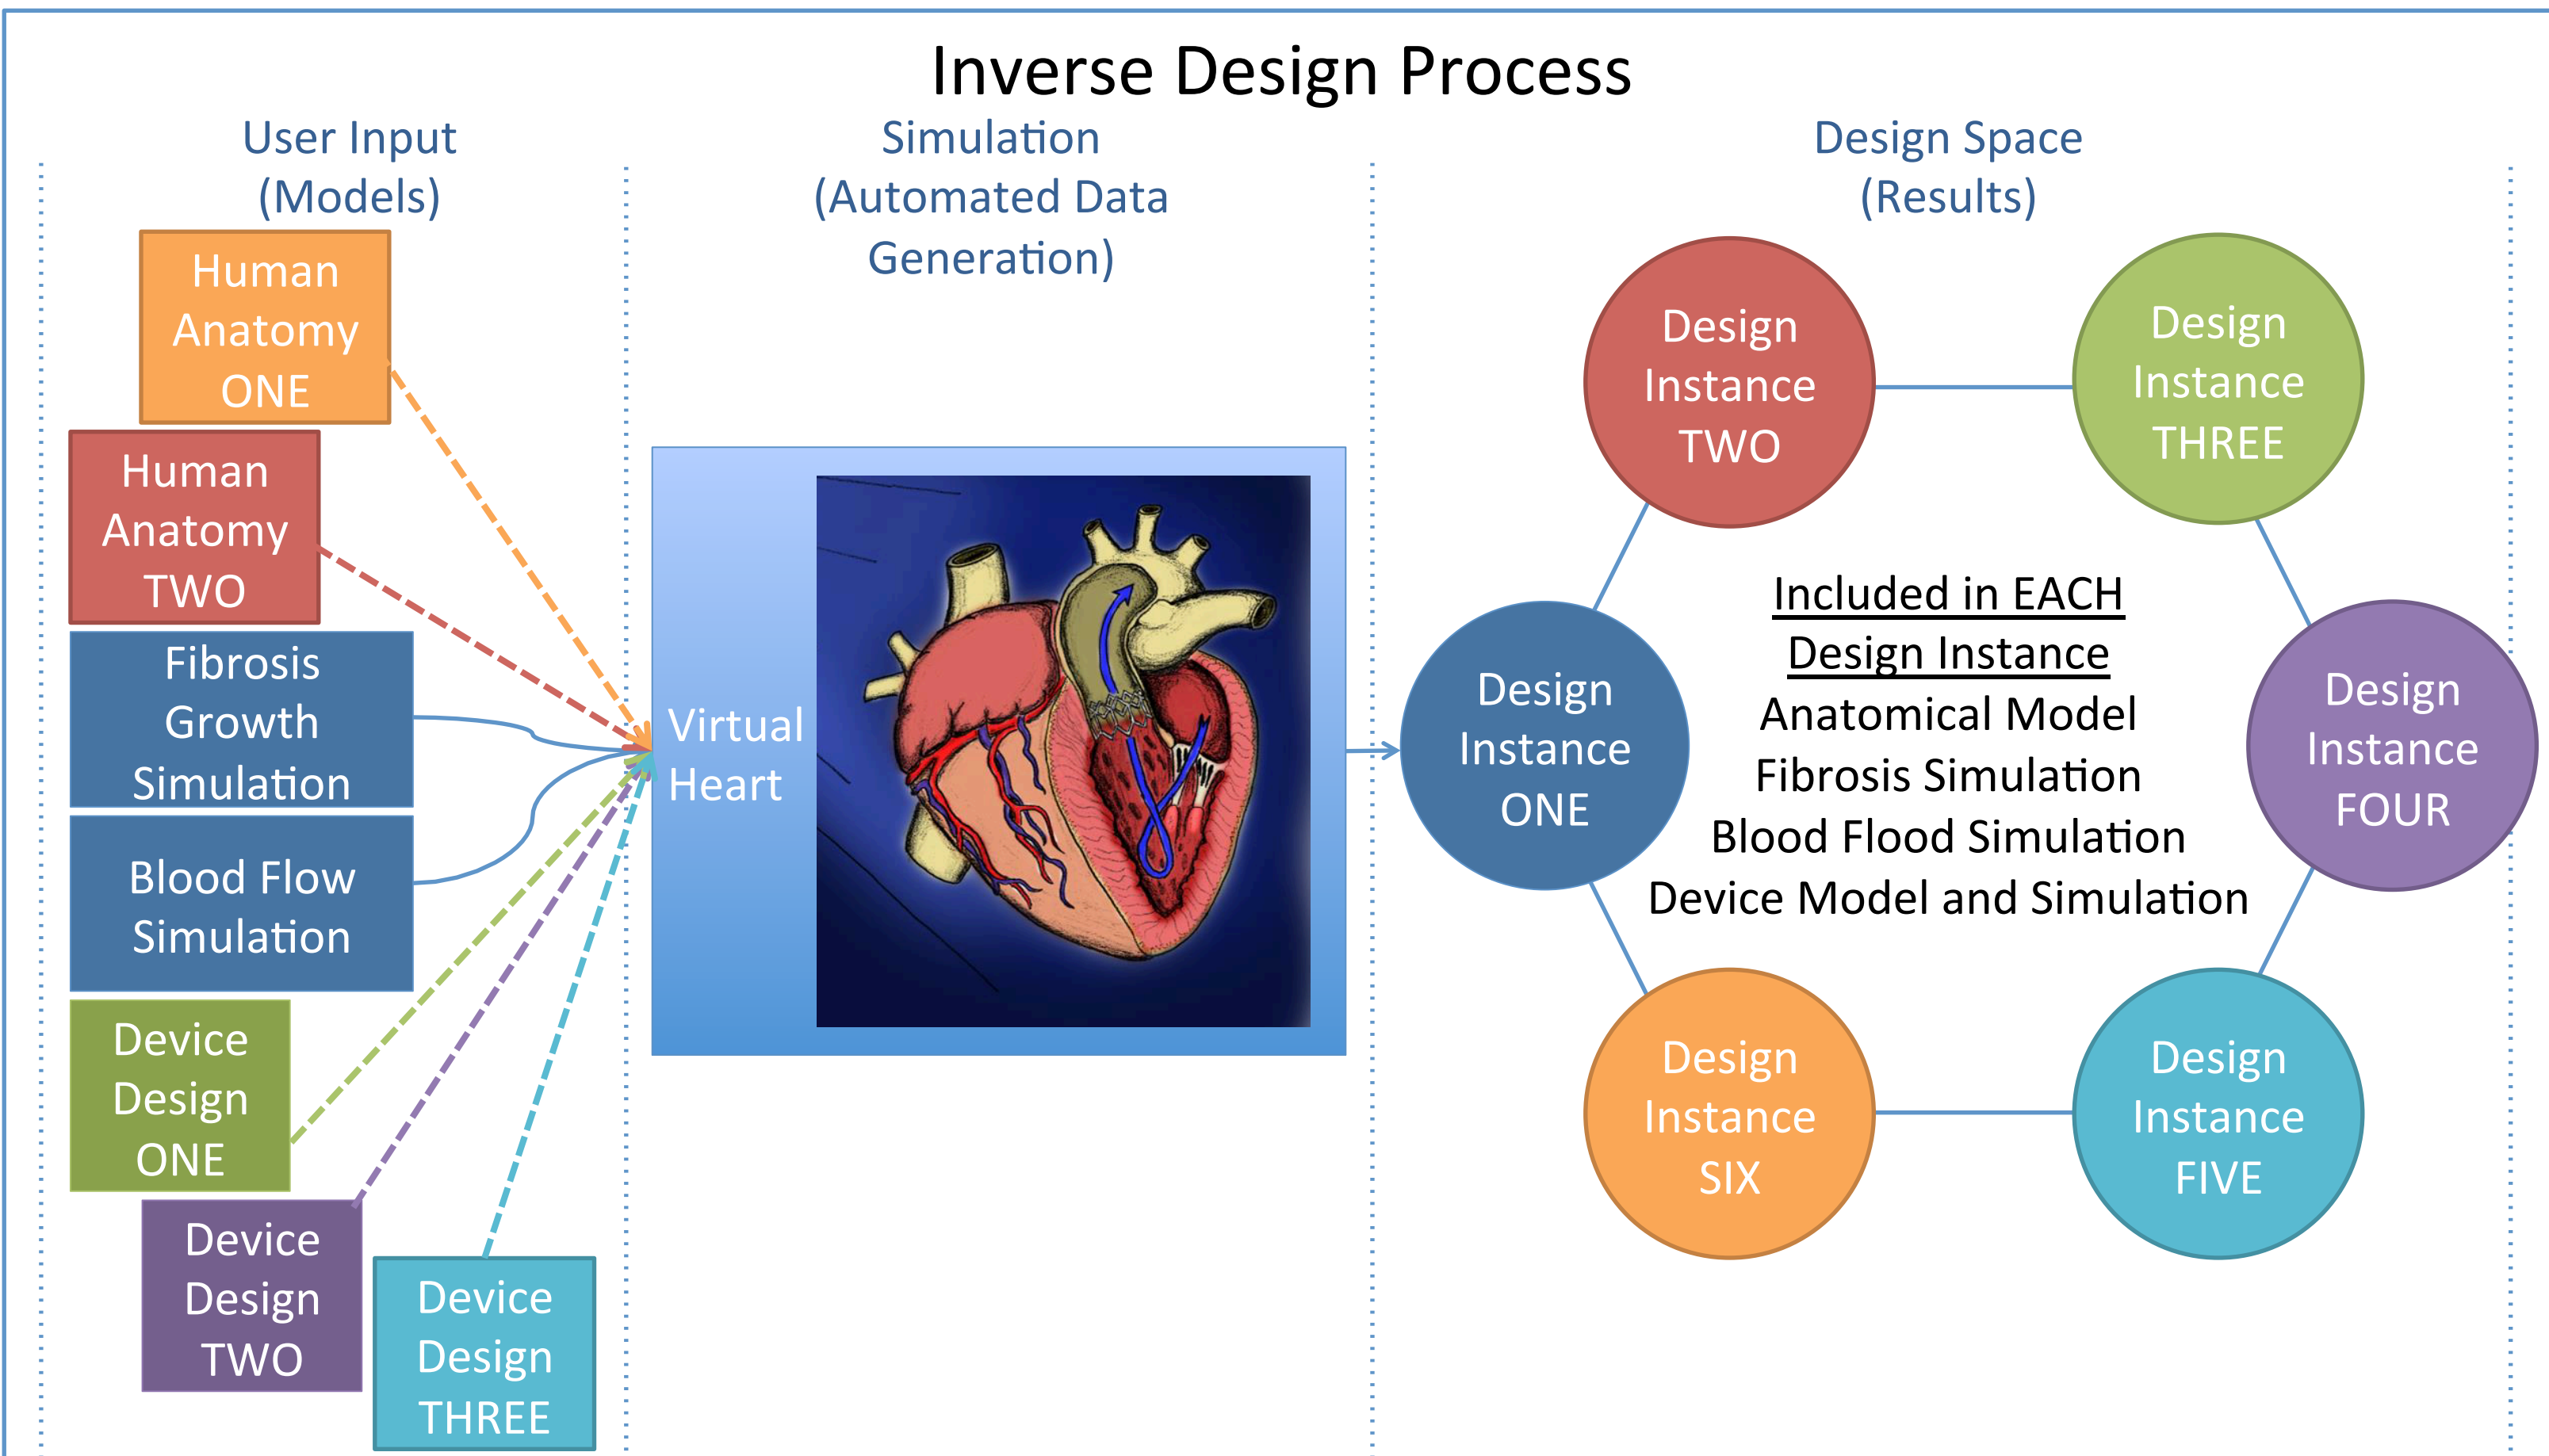 Inverse Design Process
User Input
(Models)
Human
Anatomy
ONE
Human
Anatomy
TWO
Fibrosis
Growth
Simulation
Blood Flow
Simulation
Device
Design
ONE
Device
Design
TWO
Device
Design
THREE
Simulation
(Automated Data
Generation)
Virtual
Heart
Design Space
(Results)
Design
Instance
ONE
Design
Instance
TWO
Design
Instance
THREE
Design
Instance
FOUR
Design
Instance
FIVE
Design
Instance
SIX
Included in EACH
Design Instance
Anatomical Model
Fibrosis Simulation
Blood Flood Simulation
Device Model and Simulation